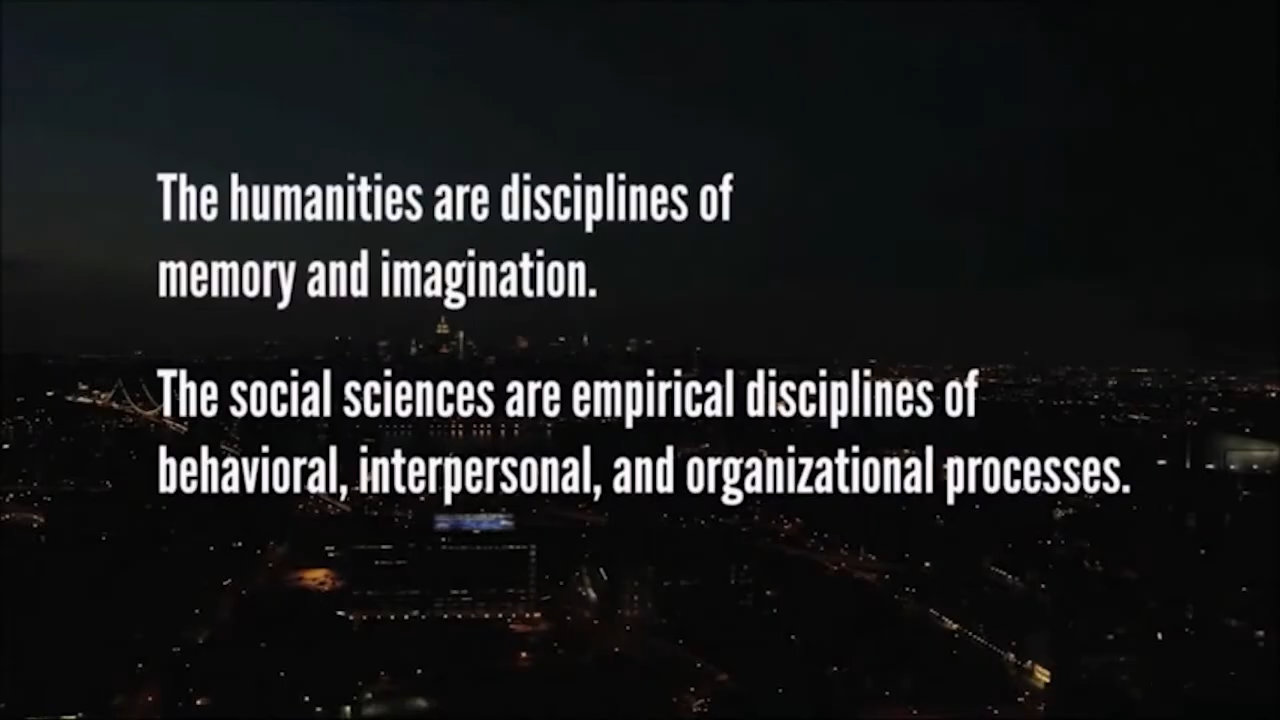 The humanities are disciplines of
memory and imagination.
The social sciences are empirical disciplines of
behavioral, interpersonal, and organizational processes.